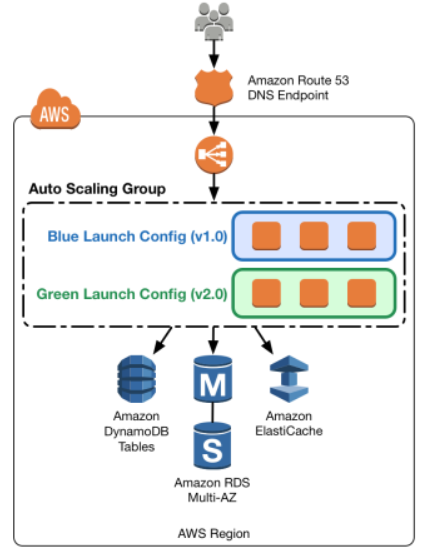 Amazon Route 53
DNS Endpoint
AWS
Auto Scaling Group
Blue Launch Config (v1.0)
Green Launch Config (v2.0)
Amazon
DynamoDB
Tables
M
S
Amazon RDS
Multi-AZ
Amazon
ElastiCache
AWS Region